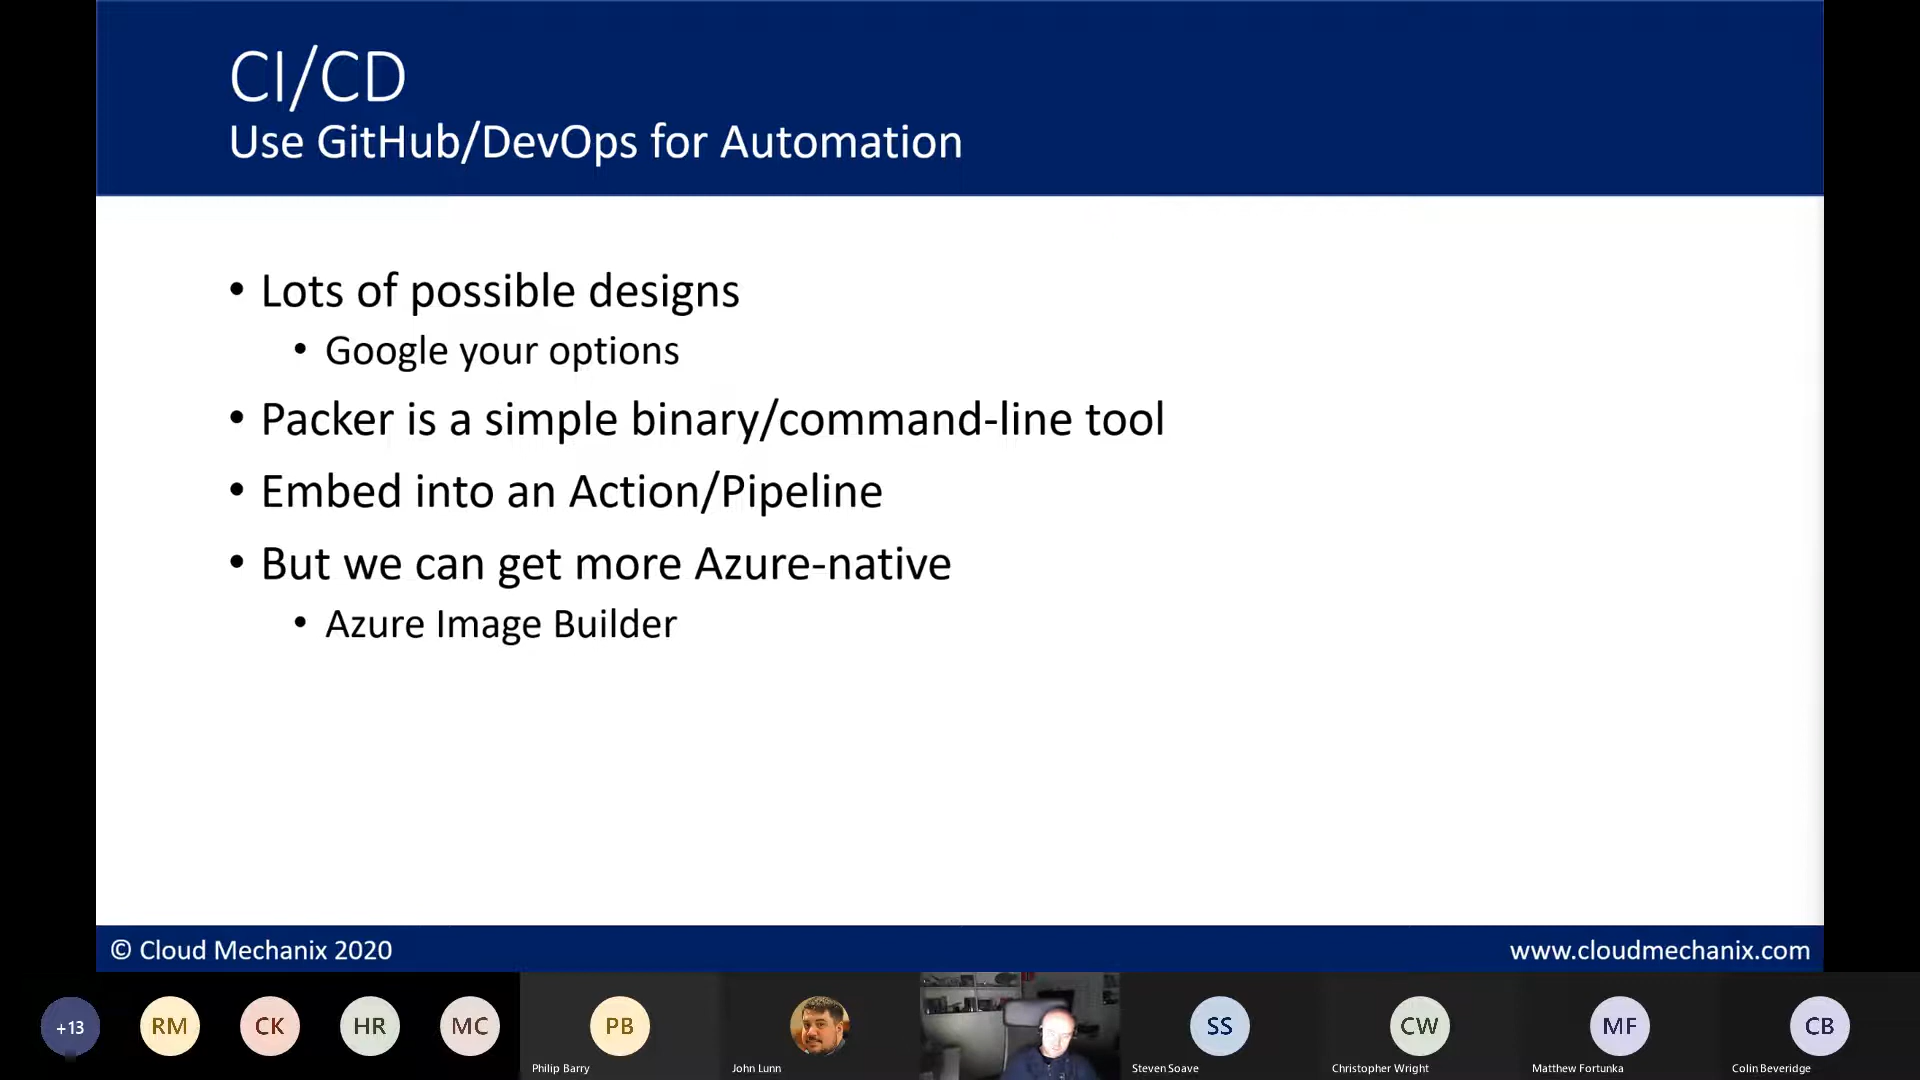 CI/CD
Use GitHub/DevOps for Automation
• Lots of possible designs
• Google your options
• Packer is a simple binary/command-line tool
• Embed into an Action/Pipeline
• But we can get more Azure-native
• Azure Image Builder
© Cloud Mechanix 2020
www.cloudmechanix.com
+13
RM
CK
HR
MC
PB
SS
CW
MF
CB
Philip Barry
John Lunn
Steven Soave
Christopher Wright
Matthew Fortunka
Colin Beveridge